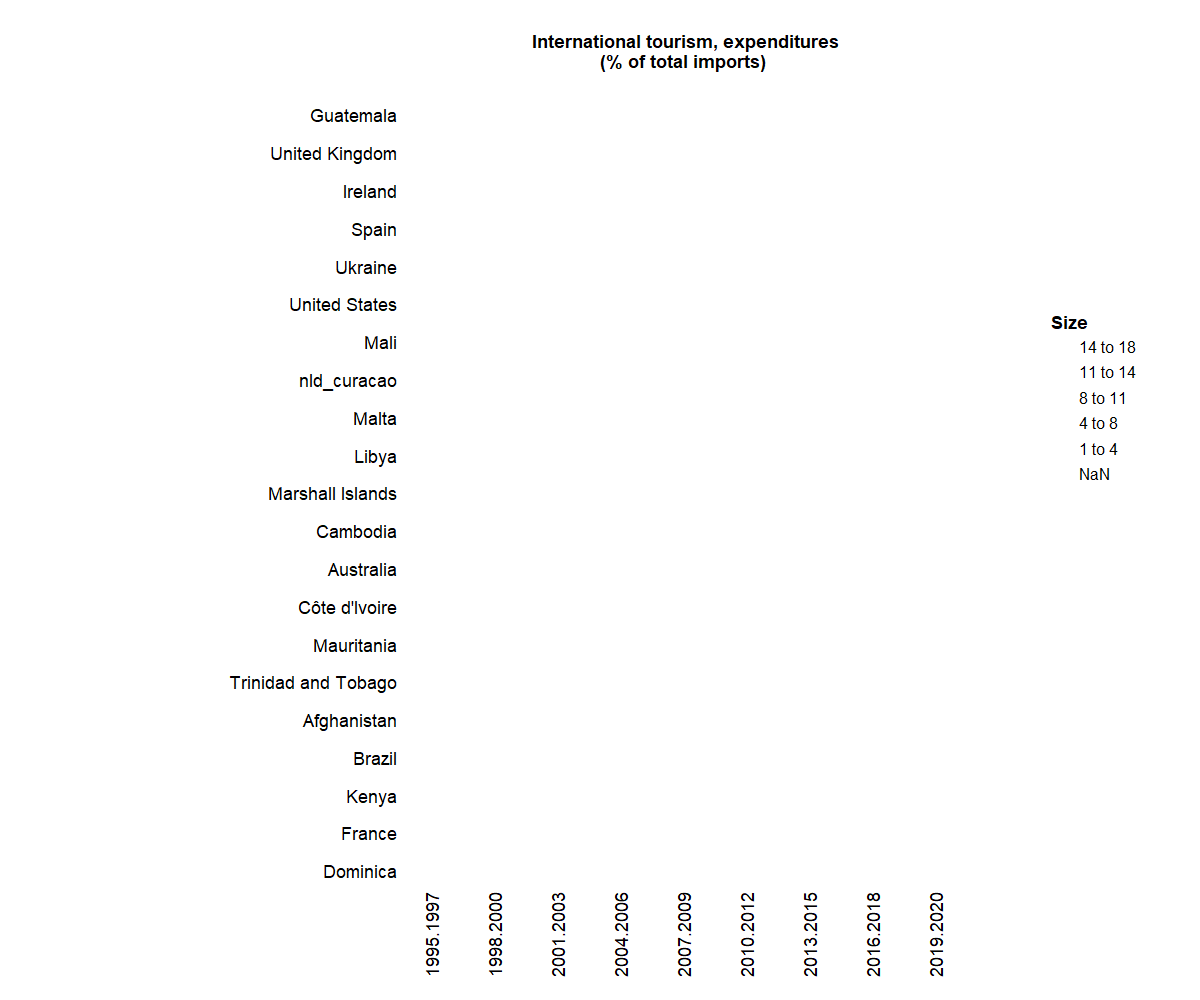 International tourism, expenditures
(% of total imports)
Guatemala
United Kingdom
Ireland
Spain
Ukraine
United States
Mali
nld_curacao
Malta
Libya
Marshall Islands
Cambodia
Australia
Côte d'Ivoire
Mauritania
Trinidad and Tobago
Afghanistan
Brazil
Kenya
France
Dominica
1995.1997
1998.2000
2001.2003
2004.2006
2007.2009
2010.2012
2013.2015
2016.2018
2019.2020
Size
14 to 18
11 to 14
8 to 11
4 to 8
1 to 4
NaN